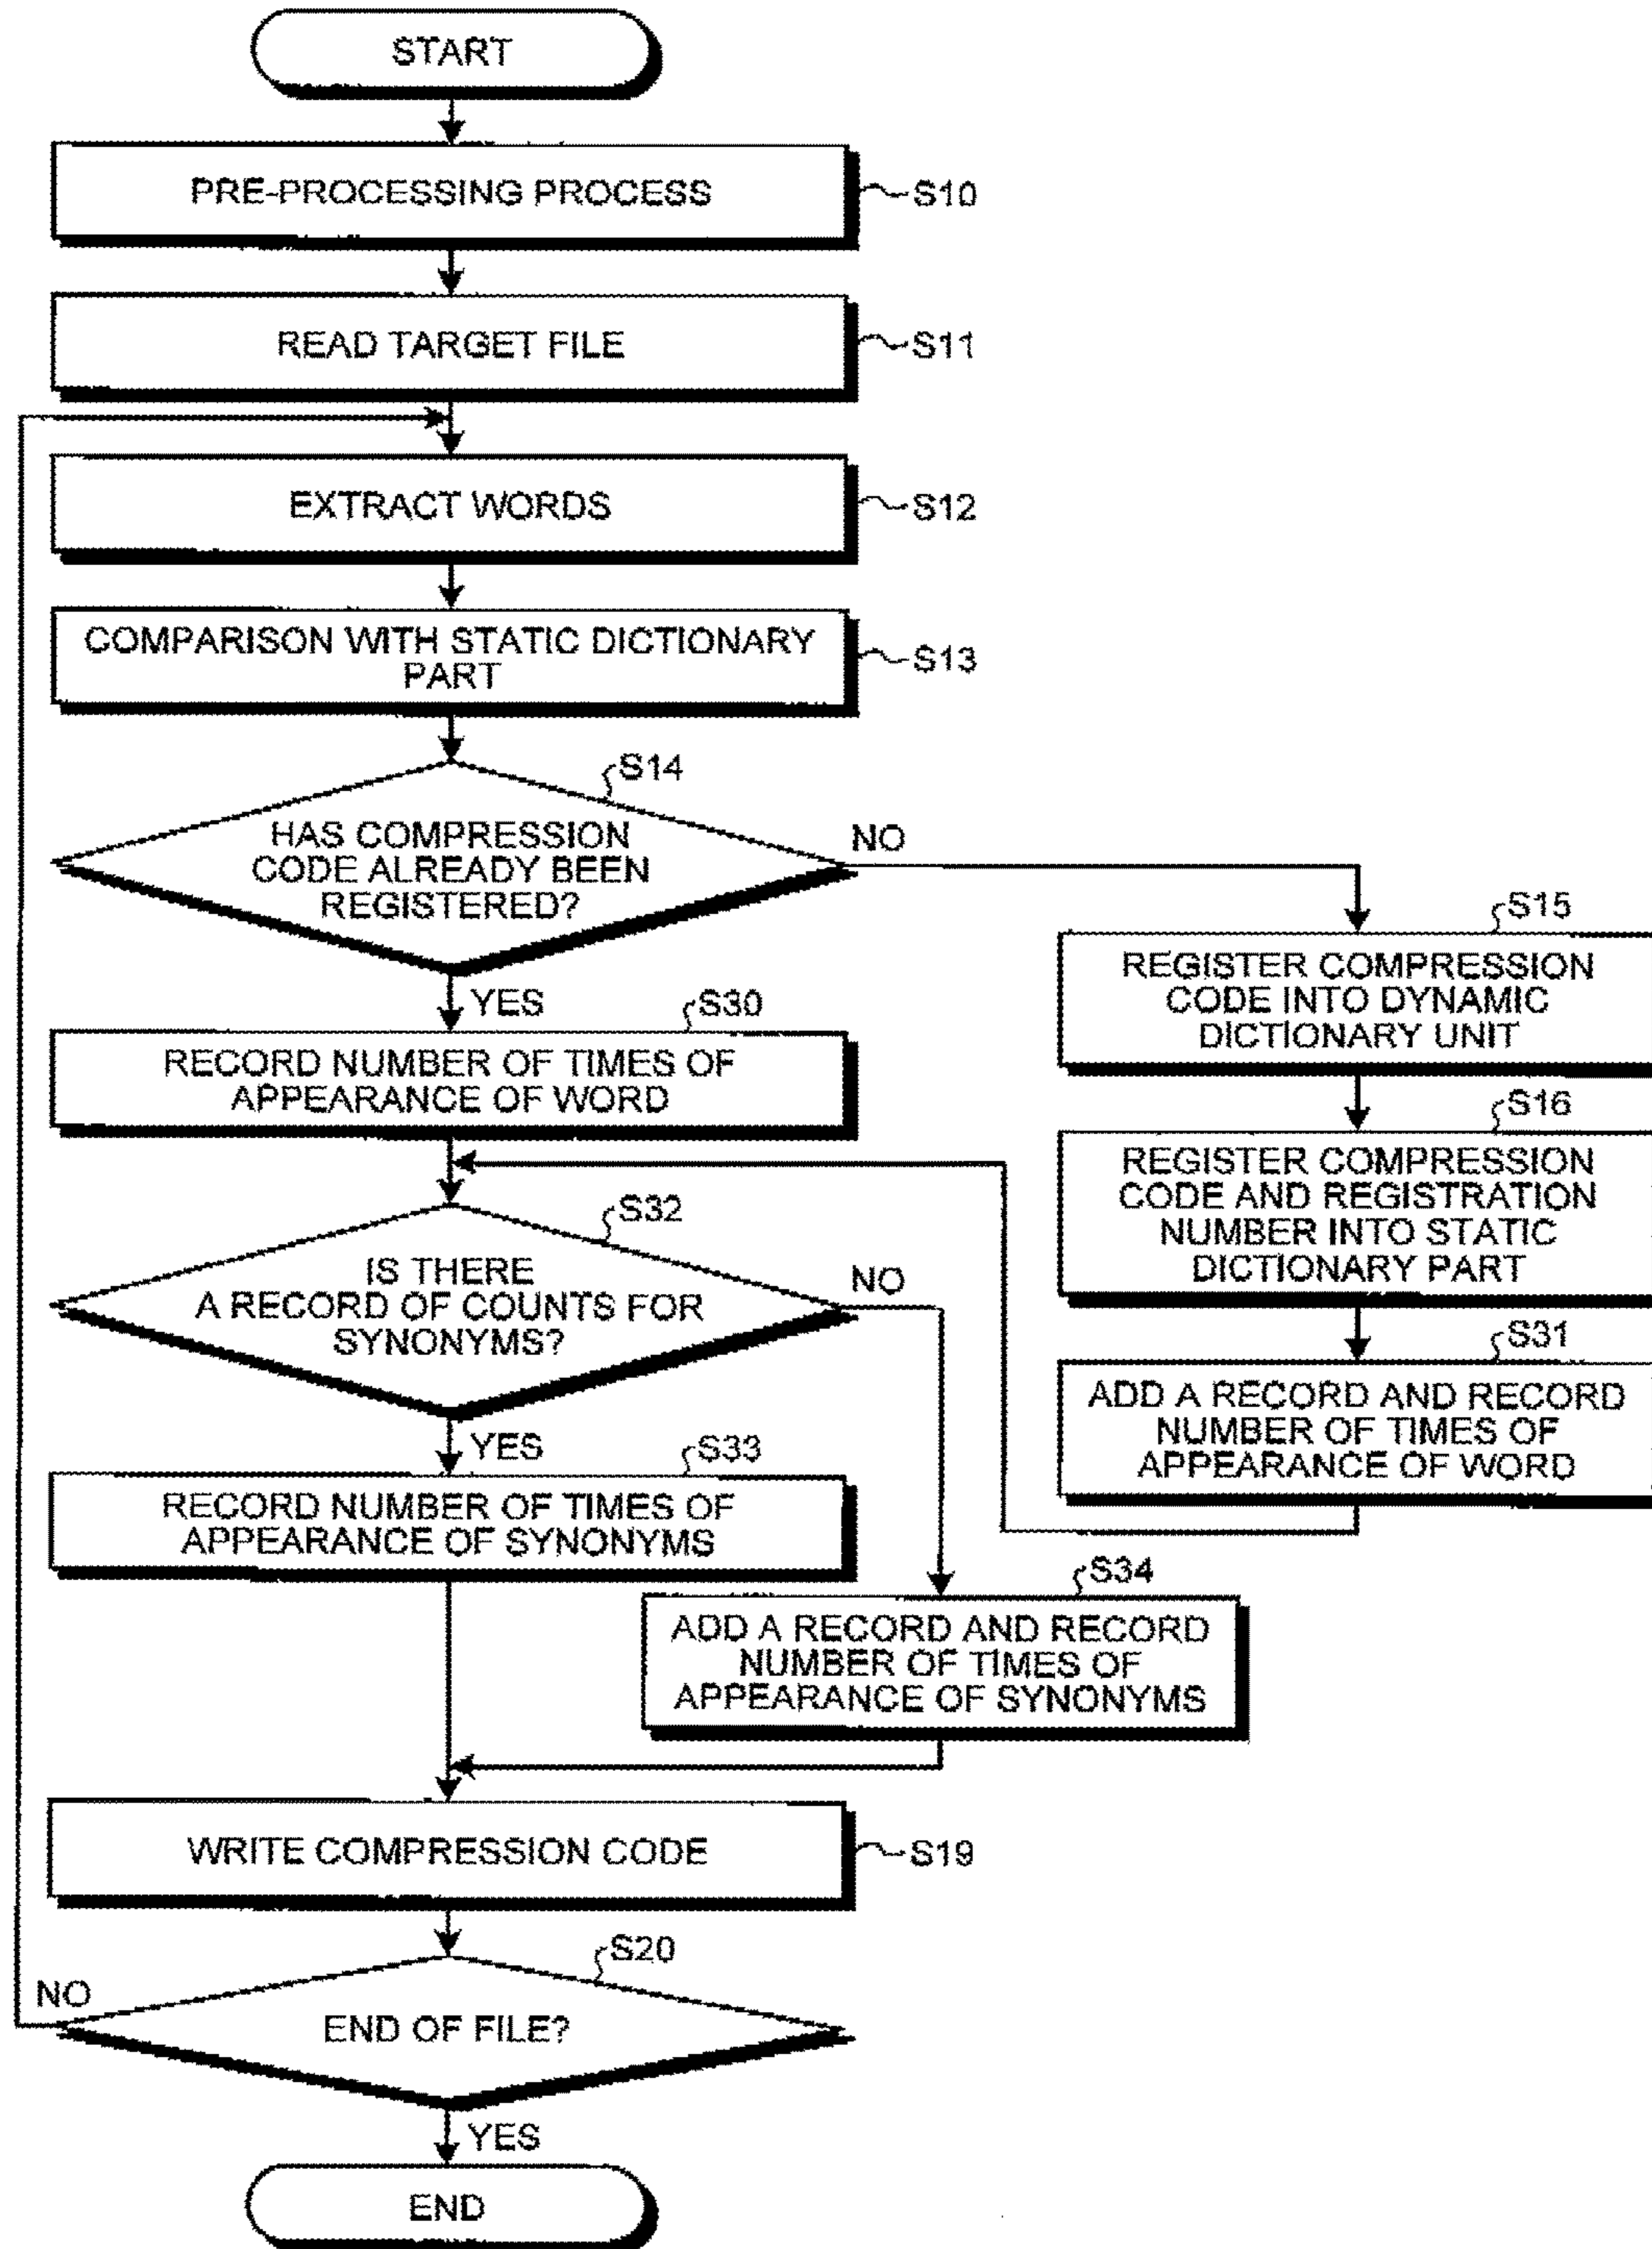 START
PRE-PROCESSING PROCESS
S10
READ TARGET FILE
S11
EXTRACT WORDS
S12
COMPARISON WITH STATIC DICTIONARY
PART
S13
S14
HAS COMPRESSION
CODE ALREADY BEEN
REGISTERED?
NO
YES
S15
REGISTER COMPRESSION
CODE INTO DYNAMIC
DICTIONARY UNIT
S16
REGISTER COMPRESSION
CODE AND REGISTRATION
NUMBER INTO STATIC
DICTIONARY PART
S31
ADD A RECORD AND RECORD
NUMBER OF TIMES OF
APPEARANCE OF WORD
S30
RECORD NUMBER OF TIMES OF
APPEARANCE OF WORD
S32
IS THERE
A RECORD OF COUNTS FOR
SYNONYMS?
NO
YES
S33
RECORD NUMBER OF TIMES OF
APPEARANCE OF SYNONYMS
S34
ADD A RECORD AND RECORD
NUMBER OF TIMES OF
APPEARANCE OF SYNONYMS
WRITE COMPRESSION CODE
S19
S20
NO
END OF FILE?
YES
END